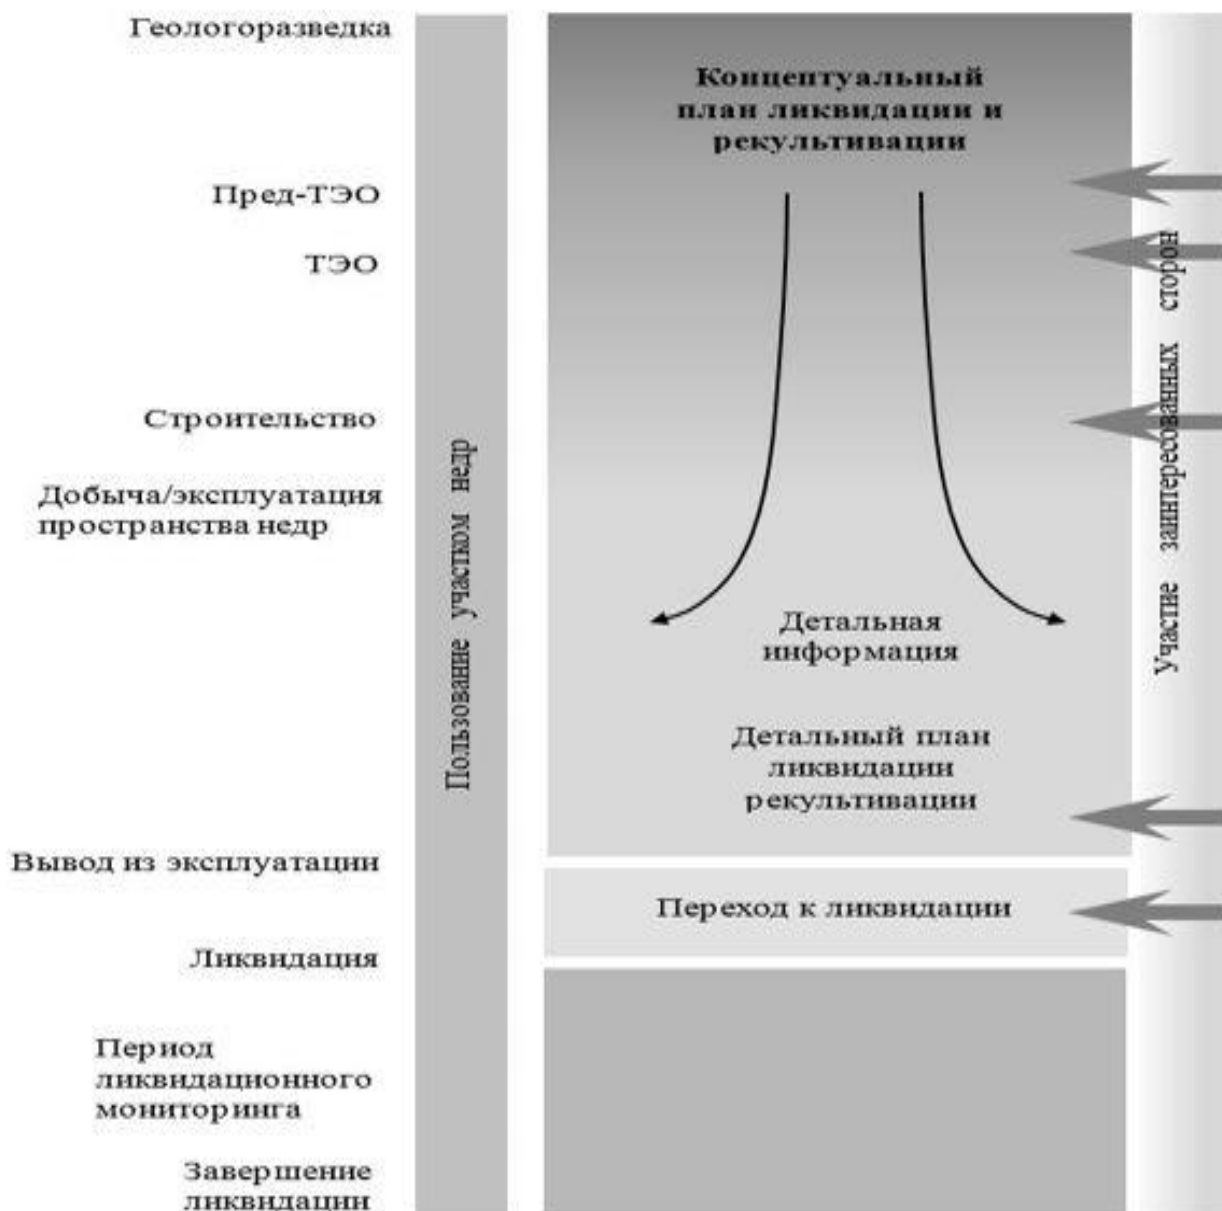 Геологоразведка
Пред-ТЭО
ТЭО
Строительство
Добыча/эксплуатация
пространства недр
Вывод из эксплуатации
Ликвидация
Период
ликвидационного
мониторинга
Завершение
ликвидации
Пользование участком недр
Концептуальный
план ликвидации и
рекультивации
Детальная
информация
Детальный план
ликвидации
рекультивации
Переход к ликвидации
Участие заинтересованных сторон